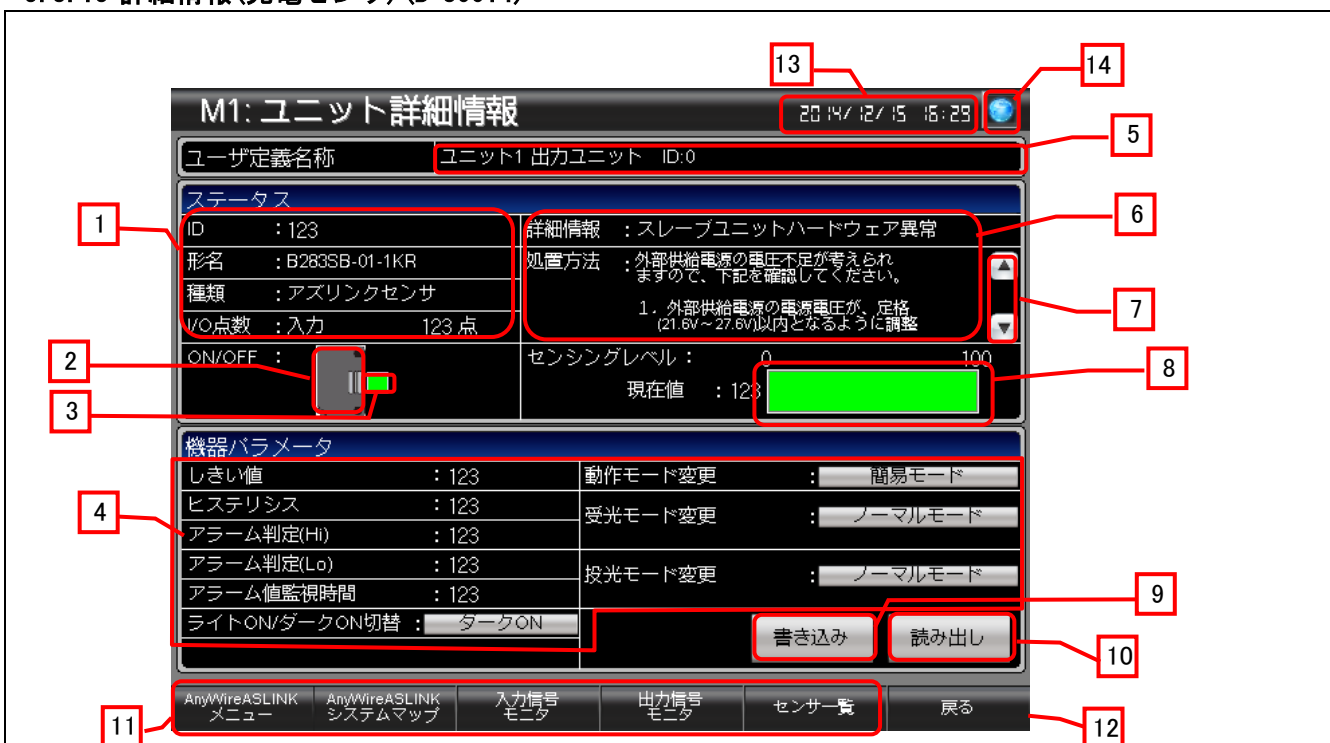 詳細情報(光電センサ)
13
14
M1: ユニット詳細情報
2014/12/15 16:29
5
ユーザ定義名称
ユニット1 出力ユニット ID:0
ステータス
1
6
ID :123
詳細情報 :スレーブユニットハードウェア異常
形名 :B283SB-01-1KR
処置方法 :外部供給電源の電圧不足が考えられ
ますので、下記を確認してください。
種類 :アズリンクセンサ
1．外部供給電源の電源電圧が、定格
(21.6V～27.6V)以内となるように調整
7
I/O点数 :入力 123 点
2
ON/OFF :
センシングレベル: 0 100
8
現在値 :123
3
機器パラメータ
4
しきい値 :123
動作モード変更 : 簡易モード
ヒステリシス :123
受光モード変更 : ノーマルモード
アラーム判定(Hi) :123
アラーム判定(Lo) :123
投光モード変更 : ノーマルモード
アラーム値監視時間 :123
9
ライトON/ダークON切替 : ダークON
書き込み
読み出し
10
11
AnyWireASLINK
メニュー
AnyWireASLINK
システムマップ
入力信号
モニタ
出力信号
モニタ
センサ一覧
戻る
12